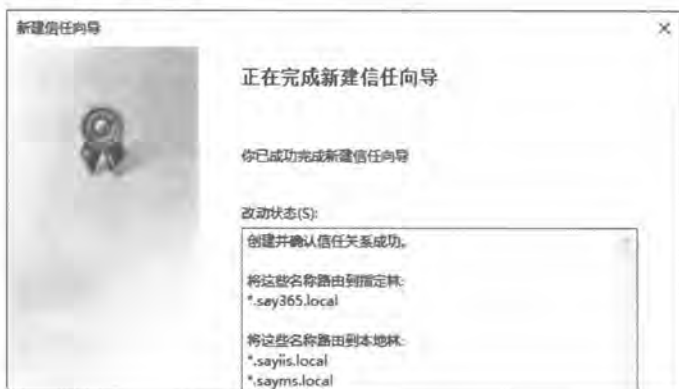 新建信任向导
正在完成新建信任向导
你已成功完成新建信任向导
改动状态(S):
创建并确认信任关系成功。
将这些名称路由到指定林:
*.say365.local
将这些名称路由到本地林:
*.sayiis.local
*.sayms.local